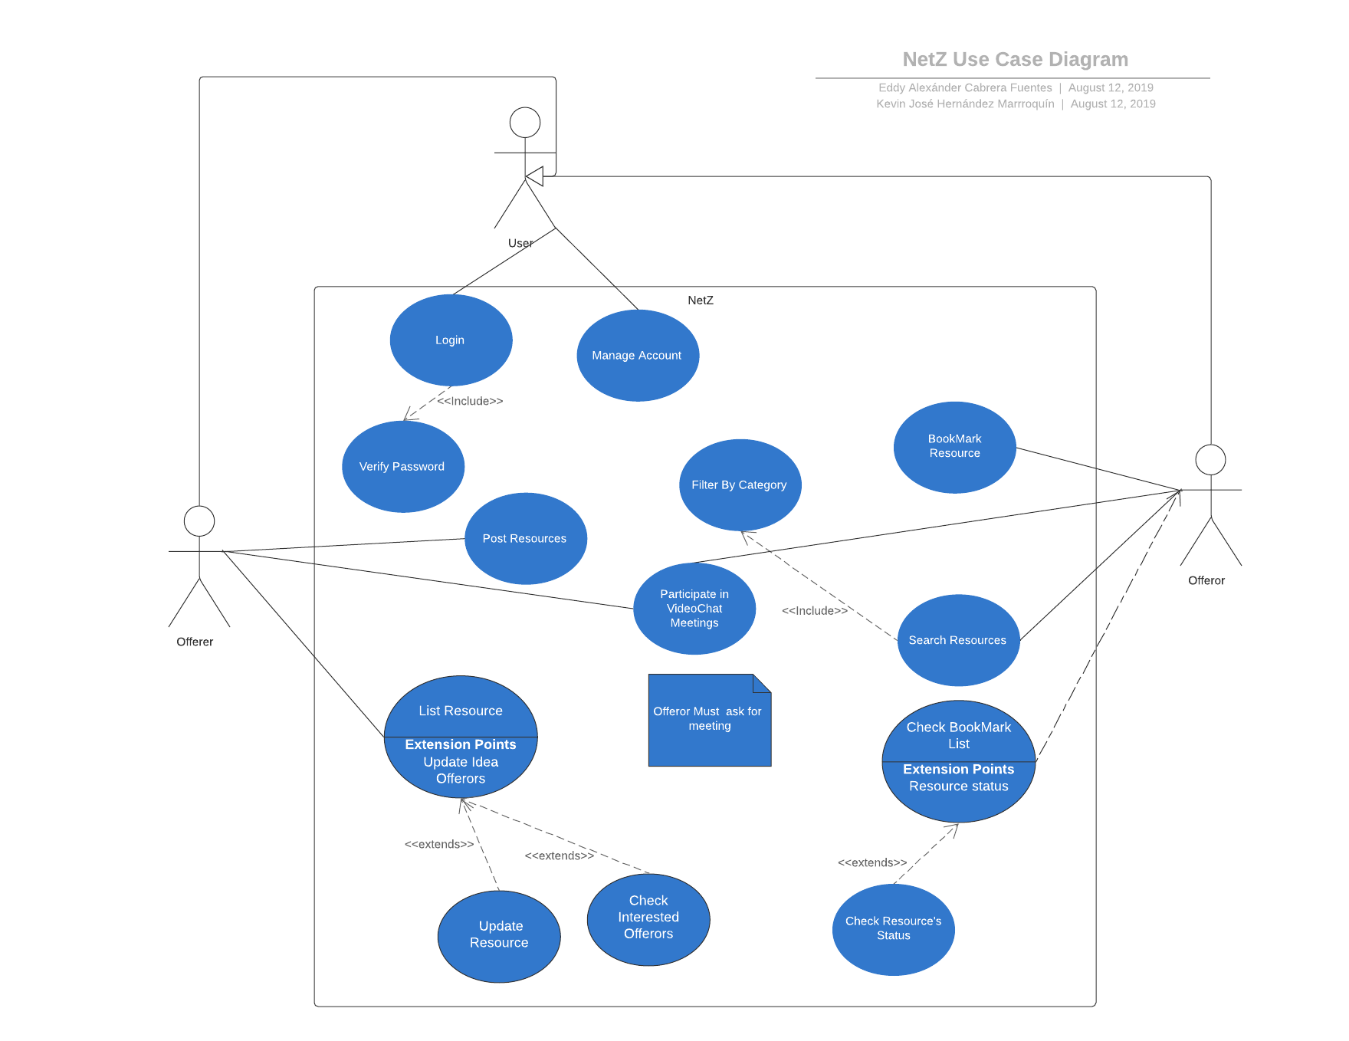 NetZ Use Case Diagram
Eddy Alexánder Cabrera Fuentes | August 12, 2019
Kevin José Hernández Marrroquín | August 12, 2019
User
NetZ
Login
Manage Account
<<Include>>
BookMark
Resource
Verify Password
Filter By Category
Post Resources
Offeror
Participate in
VideoChat
Meetings
<<Include>>
Search Resources
Offerer
List Resource
Extension Points
Update Idea
Offerors
Offeror Must  ask for
meeting
Check BookMark
List
Extension Points
Resource status
<<extends>>
<<extends>>
<<extends>>
Update
Resource
Check
Interested
Offerors
Check Resource's
Status